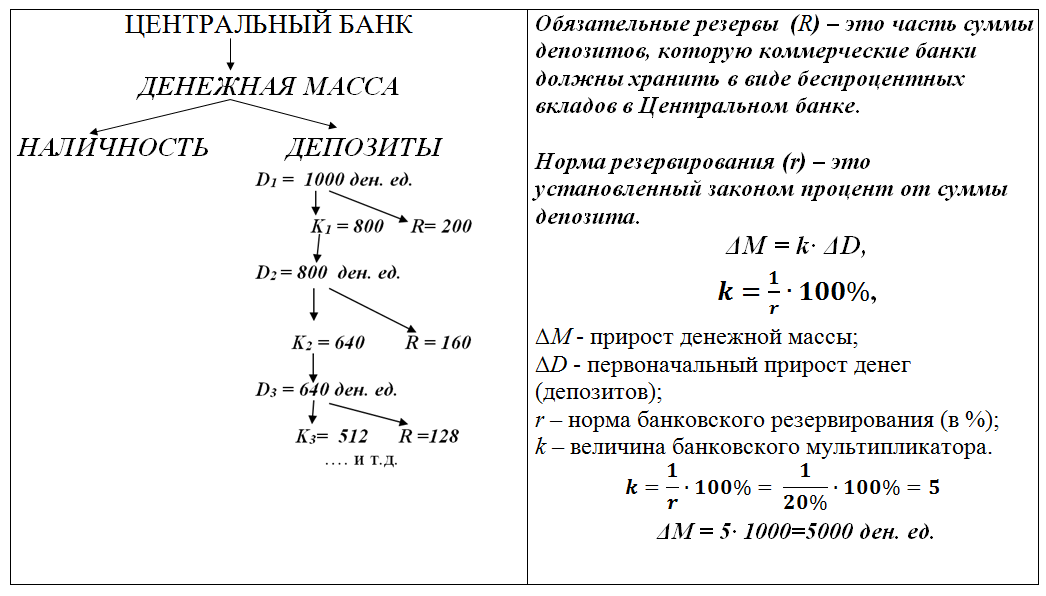 ЦЕНТРАЛЬНЫЙ БАНК
ДЕНЕЖНАЯ МАССА
НАЛИЧНОСТЬ ДЕПОЗИТЫ
D1 = 1000 ден. ед.
K1 = 800 R= 200
D2 = 800 ден. ед.
K2 = 640 R = 160
D3 = 640 ден. ед.
K3= 512 R =128
…. и т.д.
Обязательные резервы (R) – это часть суммы
депозитов, которую коммерческие банки
должны хранить в виде беспроцентных
вкладов в Центральном банке.
Норма резервирования (r) – это
установленный законом процент от суммы
депозита.
ΔM = k· ΔD,
k = 1/r · 100%,
ΔM - прирост денежной массы;
ΔD - первоначальный прирост денег
(депозитов);
r – норма банковского резервирования (в %);
k – величина банковского мультипликатора.
k = 1/r · 100% = 1/20% · 100% = 5
ΔM = 5· 1000=5000 ден. ед.